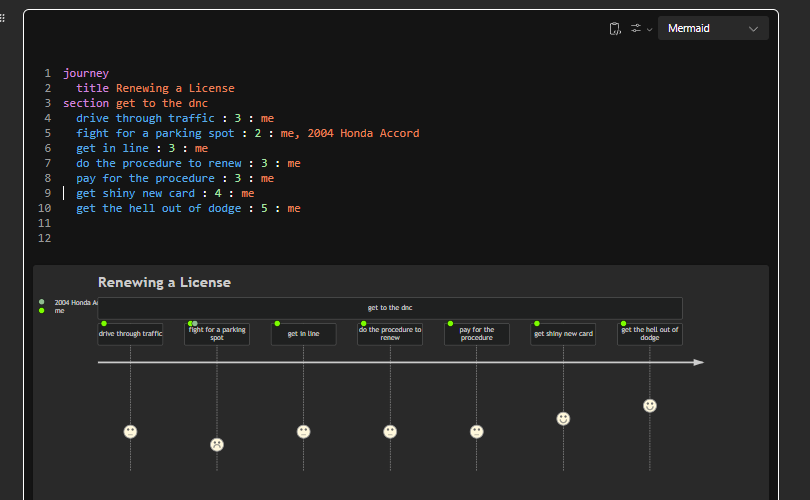 Mermaid
1 journey
2 title Renewing a License
3 section get to the dnc
4 drive through traffic : 3 : me
5 fight for a parking spot : 2 : me, 2004 Honda Accord
6 get in line : 3 : me
7 do the procedure to renew : 3 : me
8 pay for the procedure : 3 : me
9 get shiny new card : 4 : me
10 get the hell out of dodge : 5 : me
11
12
Renewing a License
2004 Honda A
me
get to the dnc
drive through traffic
fight for a parking
spot
get in line
do the procedure to
renew
pay for the
procedure
get shiny new card
get the hell out of
dodge